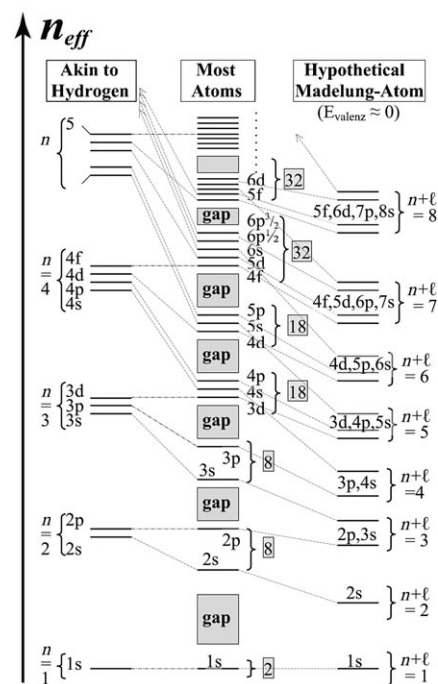 n_eff
Akin to
Hydrogen
Most
Atoms
Hypothetical
Madelung-Atom
(E_valenz ≈ 0)
n
5
4f
4d
4p
4s
n
=
4
3d
3p
3s
n
=
3
2p
2s
n
=
2
1s
n
=
1
6d
5f
32
gap
6p³/₂
6p½
6s
5d
4f
32
gap
5p
5s
4d
18
gap
4p
4s
3d
18
gap
3p
3s
8
gap
2p
2s
8
gap
1s
2
5f,6d,7p,8s
n+ℓ
= 8
4f,5d,6p,7s
n+ℓ
= 7
4d,5p,6s
n+ℓ
= 6
3d,4p,5s
n+ℓ
= 5
3p,4s
n+ℓ
=4
2p,3s
n+ℓ
= 3
2s
n+ℓ
= 2
1s
n+ℓ
= 1